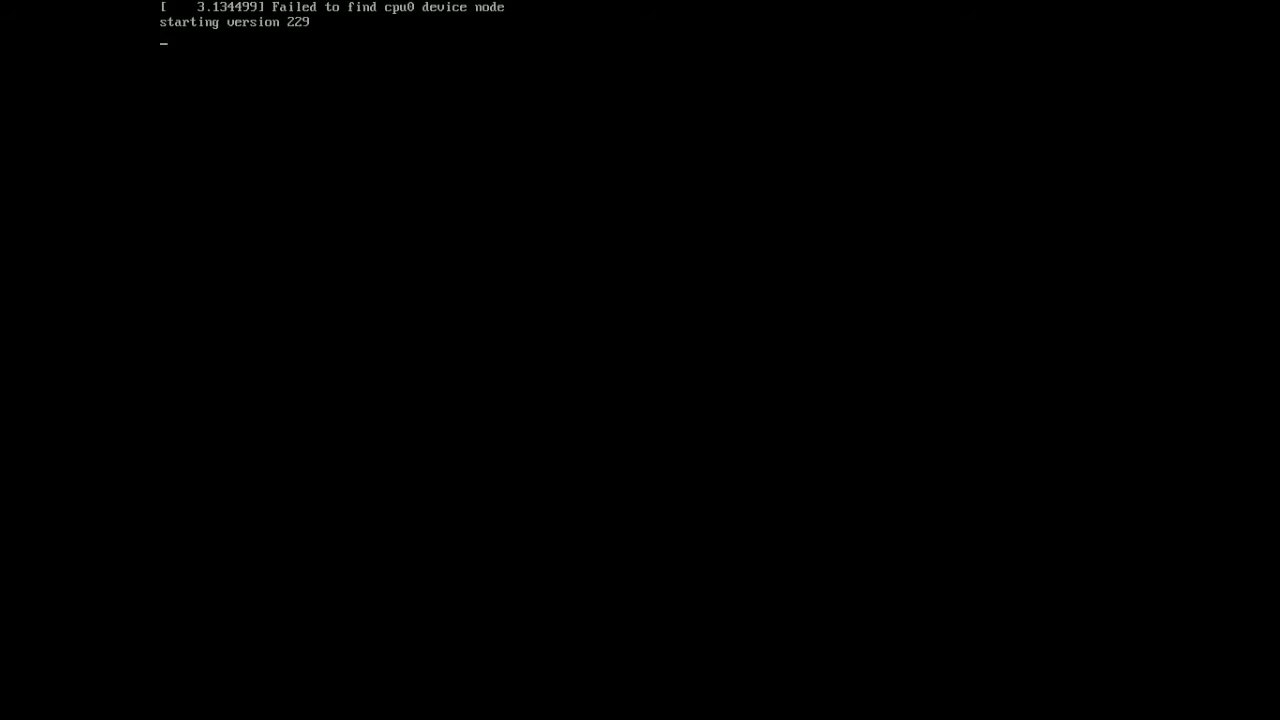 [    3.134499] Failed to find cpu0 device node
starting version 229
_